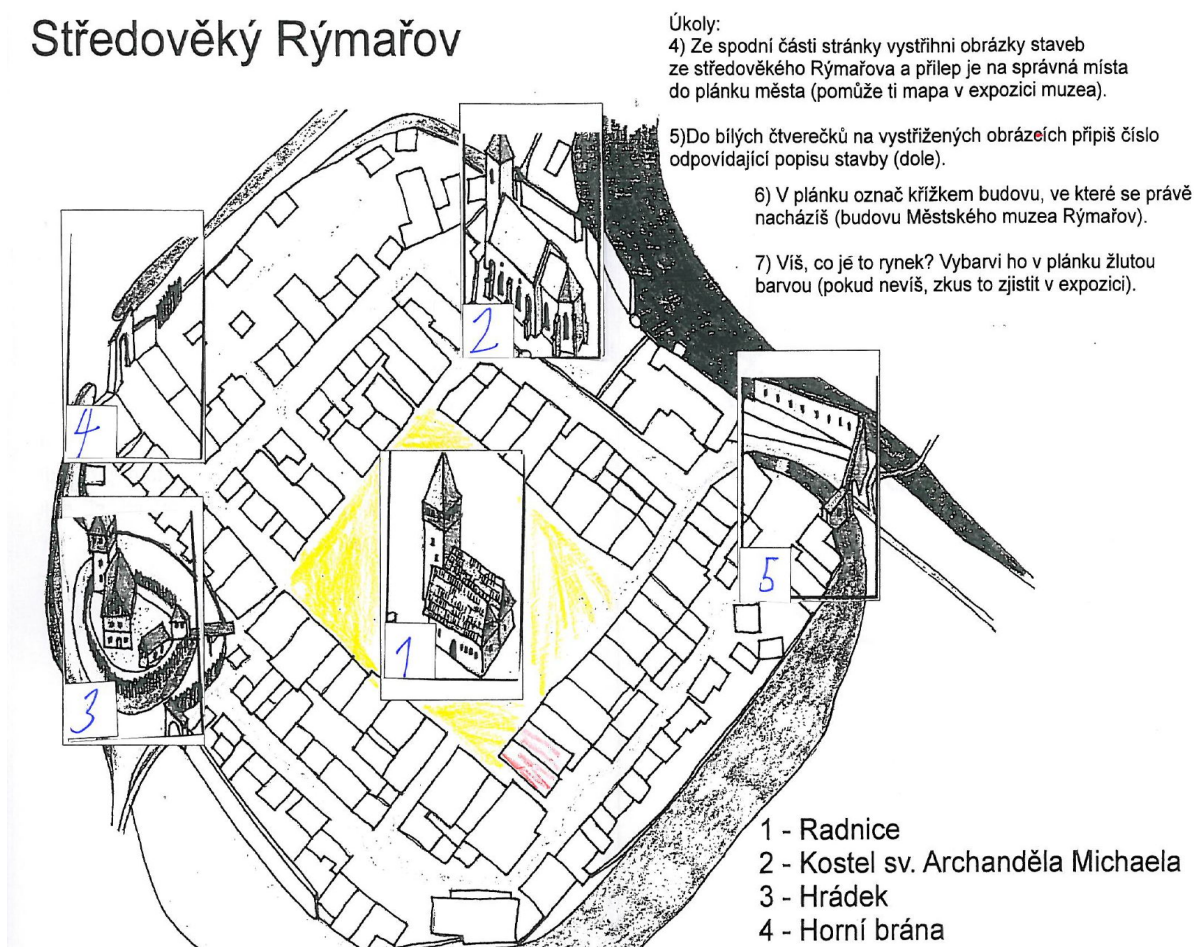 Středověký Rýmařov
Úkoly:
4) Ze spodní části stránky vystřihni obrázky staveb
ze středověkého Rýmařova a přilep je na správná místa
do plánku města (pomůže ti mapa v expozici muzea).
5)Do bílých čtverečků na vystřižených obrázcích připiš číslo
odpovídající popisu stavby (dole).
6) V plánku označ křížkem budovu, ve které se právě
nacházíš (budovu Městského muzea Rýmařov).
7) Víš, co je to rynek? Vybarvi ho v plánku žlutou
barvou (pokud nevíš, zkus to zjistit v expozici).
2
4
5
1
3
1 - Radnice
2 - Kostel sv. Archanděla Michaela
3 - Hrádek
4 - Horní brána